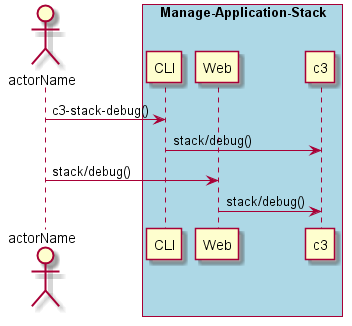 Manage-Application-Stack
actorName
CLI
Web
c3
c3-stack-debug()
stack/debug()
stack/debug()
stack/debug()
actorName
CLI
Web
c3